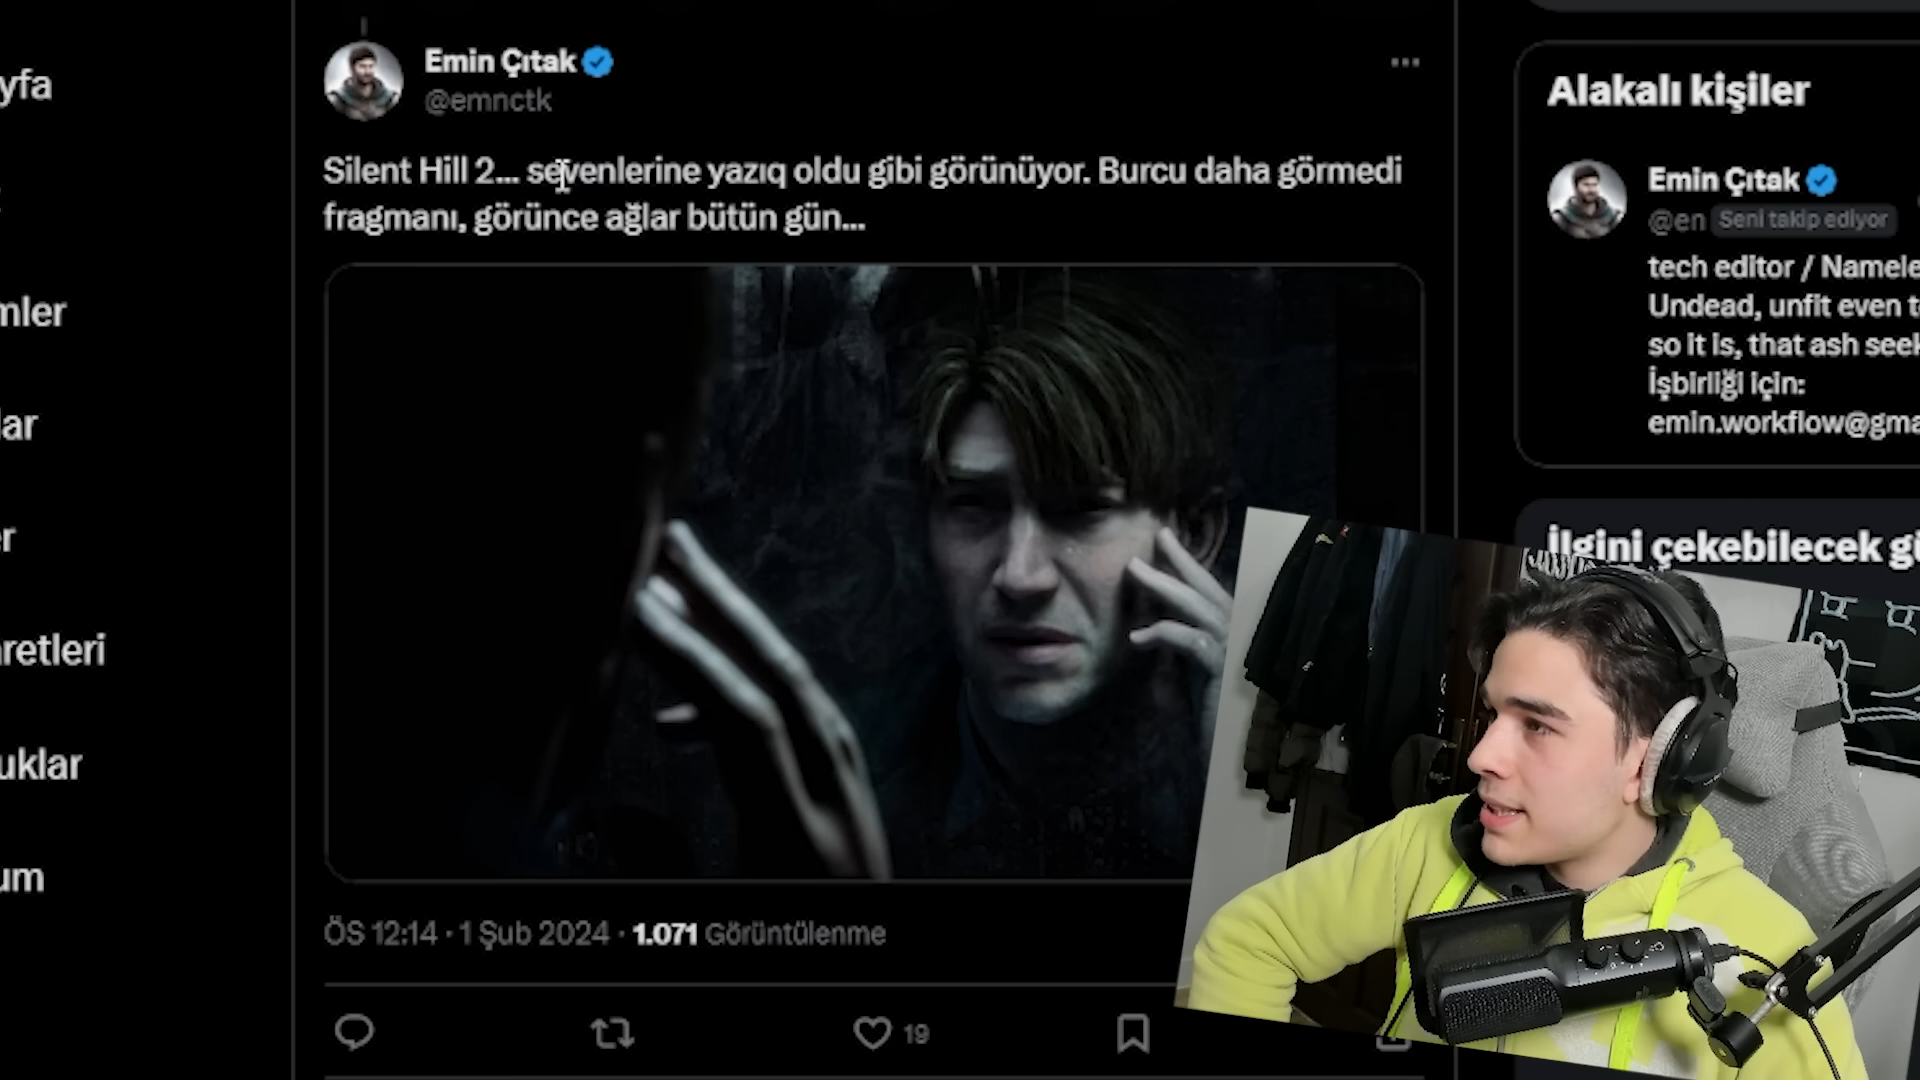 yfa
mler
lar
er
aretleri
uklar
um
Emin Çıtak
@emnctk
Silent Hill 2... sevenlerine yazıq oldu gibi görünüyor. Burcu daha görmedi
fragmanı, görünce ağlar bütün gün...
ÖS 12:14 · 1 Şub 2024 · 1.071 Görüntülenme
19
Alakalı kişiler
Emin Çıtak
@en Seni takip ediyor
tech editor / Namele
Undead, unfit even t
so it is, that ash seek
İşbirliği için:
emin.workflow@gma
İlgini çekebilecek gü